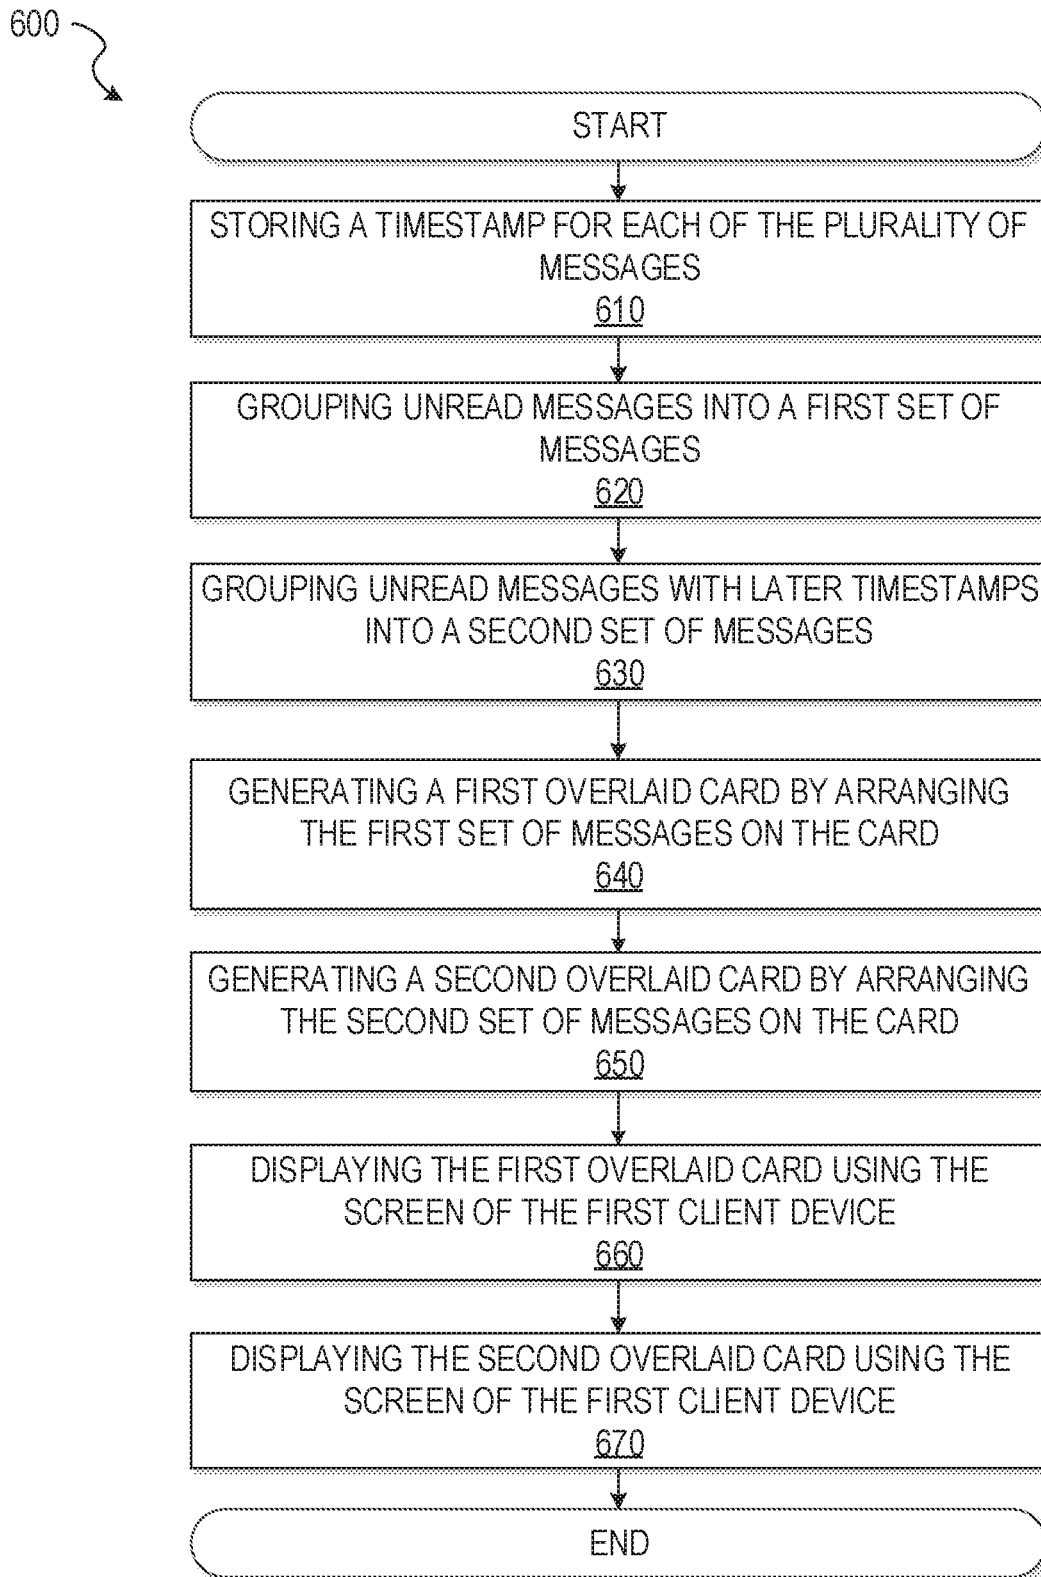 600
START
STORING A TIMESTAMP FOR EACH OF THE PLURALITY OF
MESSAGES
610
GROUPING UNREAD MESSAGES INTO A FIRST SET OF
MESSAGES
620
GROUPING UNREAD MESSAGES WITH LATER TIMESTAMPS
INTO A SECOND SET OF MESSAGES
630
GENERATING A FIRST OVERLAID CARD BY ARRANGING
THE FIRST SET OF MESSAGES ON THE CARD
640
GENERATING A SECOND OVERLAID CARD BY ARRANGING
THE SECOND SET OF MESSAGES ON THE CARD
650
DISPLAYING THE FIRST OVERLAID CARD USING THE
SCREEN OF THE FIRST CLIENT DEVICE
660
DISPLAYING THE SECOND OVERLAID CARD USING THE
SCREEN OF THE FIRST CLIENT DEVICE
670
END